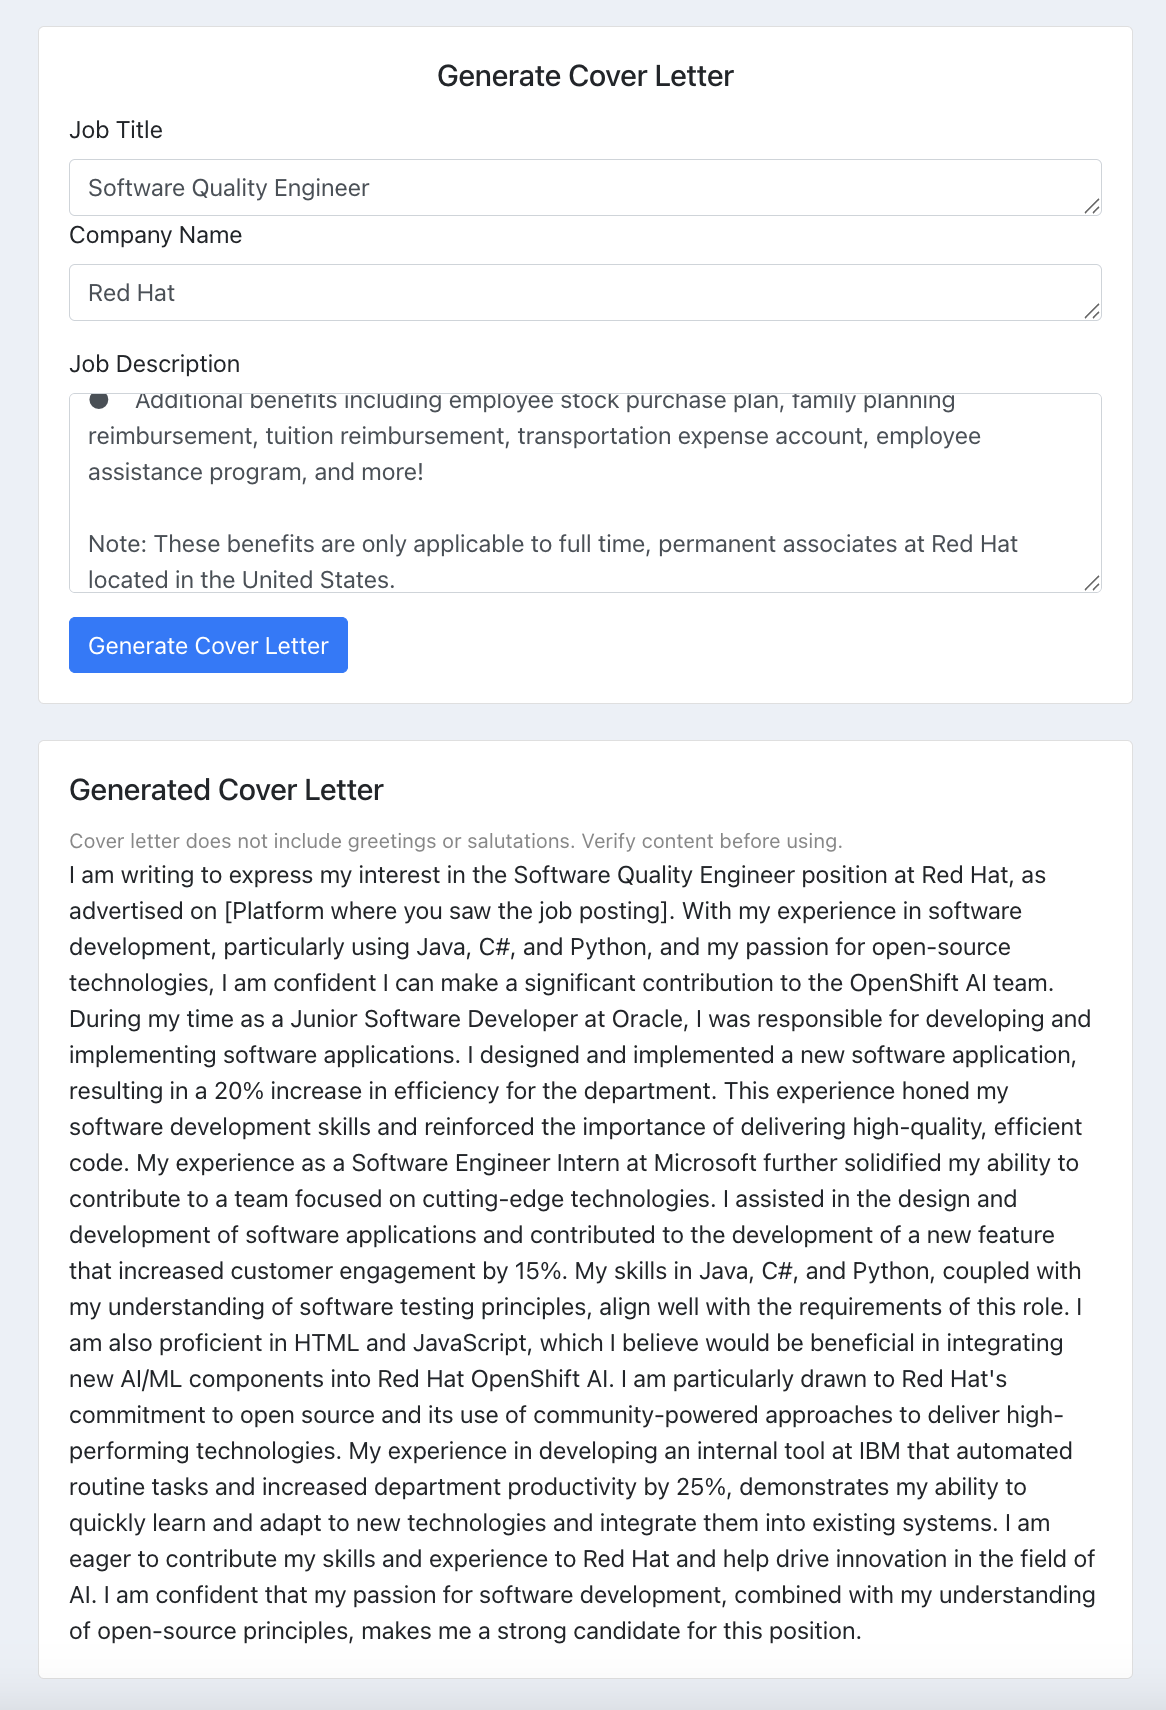 Generate Cover Letter
Job Title
Software Quality Engineer
Company Name
Red Hat
Job Description
● Additional benefits including employee stock purchase plan, family planning
reimbursement, tuition reimbursement, transportation expense account, employee
assistance program, and more!
Note: These benefits are only applicable to full time, permanent associates at Red Hat
located in the United States.
Generate Cover Letter
Generated Cover Letter
Cover letter does not include greetings or salutations. Verify content before using.
I am writing to express my interest in the Software Quality Engineer position at Red Hat, as
advertised on [Platform where you saw the job posting]. With my experience in software
development, particularly using Java, C#, and Python, and my passion for open-source
technologies, I am confident I can make a significant contribution to the OpenShift AI team.
During my time as a Junior Software Developer at Oracle, I was responsible for developing and
implementing software applications. I designed and implemented a new software application,
resulting in a 20% increase in efficiency for the department. This experience honed my
software development skills and reinforced the importance of delivering high-quality, efficient
code. My experience as a Software Engineer Intern at Microsoft further solidified my ability to
contribute to a team focused on cutting-edge technologies. I assisted in the design and
development of software applications and contributed to the development of a new feature
that increased customer engagement by 15%. My skills in Java, C#, and Python, coupled with
my understanding of software testing principles, align well with the requirements of this role. I
am also proficient in HTML and JavaScript, which I believe would be beneficial in integrating
new AI/ML components into Red Hat OpenShift AI. I am particularly drawn to Red Hat's
commitment to open source and its use of community-powered approaches to deliver high-
performing technologies. My experience in developing an internal tool at IBM that automated
routine tasks and increased department productivity by 25%, demonstrates my ability to
quickly learn and adapt to new technologies and integrate them into existing systems. I am
eager to contribute my skills and experience to Red Hat and help drive innovation in the field of
AI. I am confident that my passion for software development, combined with my understanding
of open-source principles, makes me a strong candidate for this position.